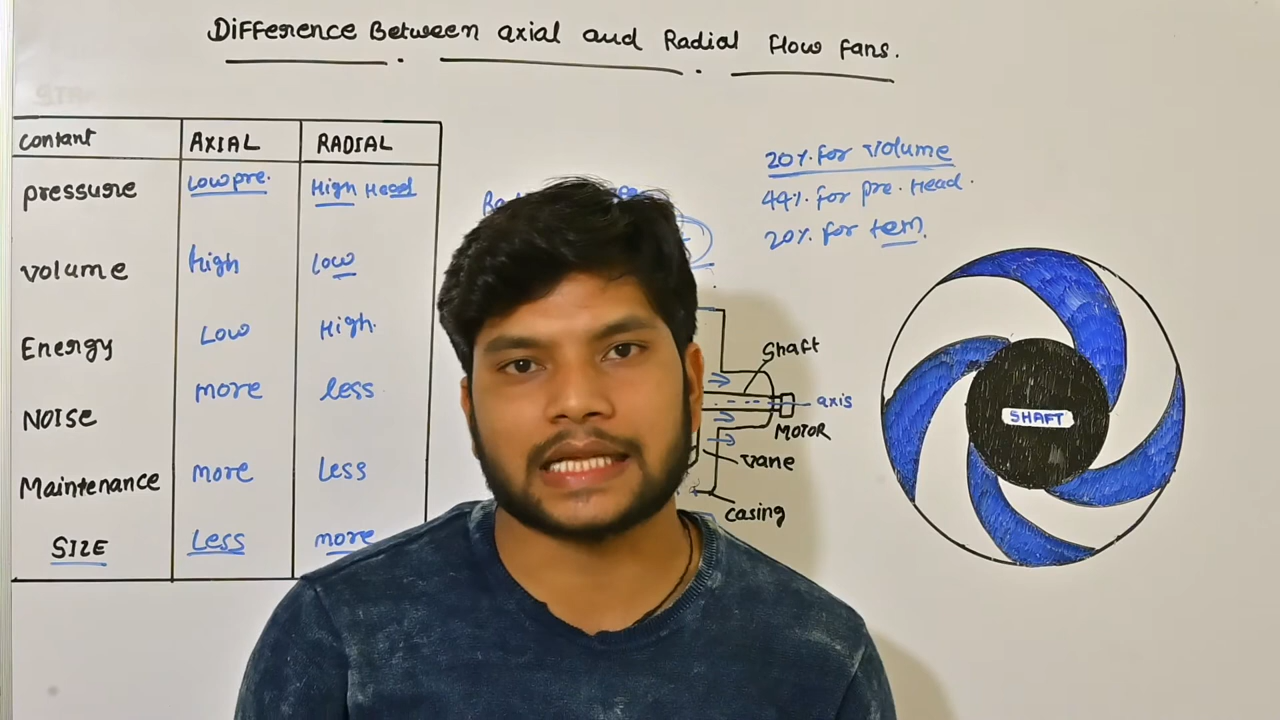 Difference Between axial and Radial Flow fans.
contant AXIAL RADIAL
pressure Low pre. High Head
volume high low
Energy Low High.
NOISE more less
Maintenance more Less
SIZE Less more
20%. for volume
44%. for pre. Head.
20%. for tem.
shaft
axis
MOTOR
vane
casing
SHAFT